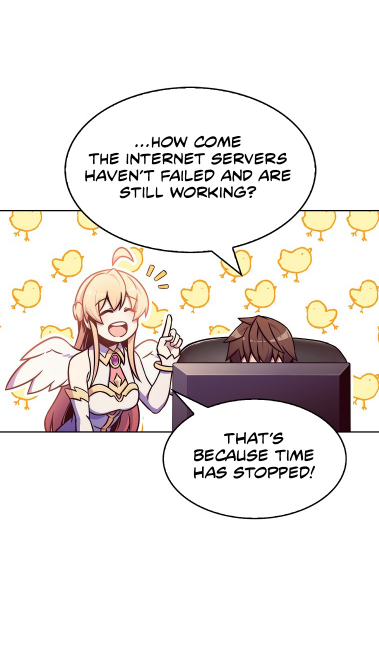 ...HOW COME
THE INTERNET SERVERS
HAVEN'T FAILED AND ARE
STILL WORKING?
THAT'S
BECAUSE TIME
HAS STOPPED!